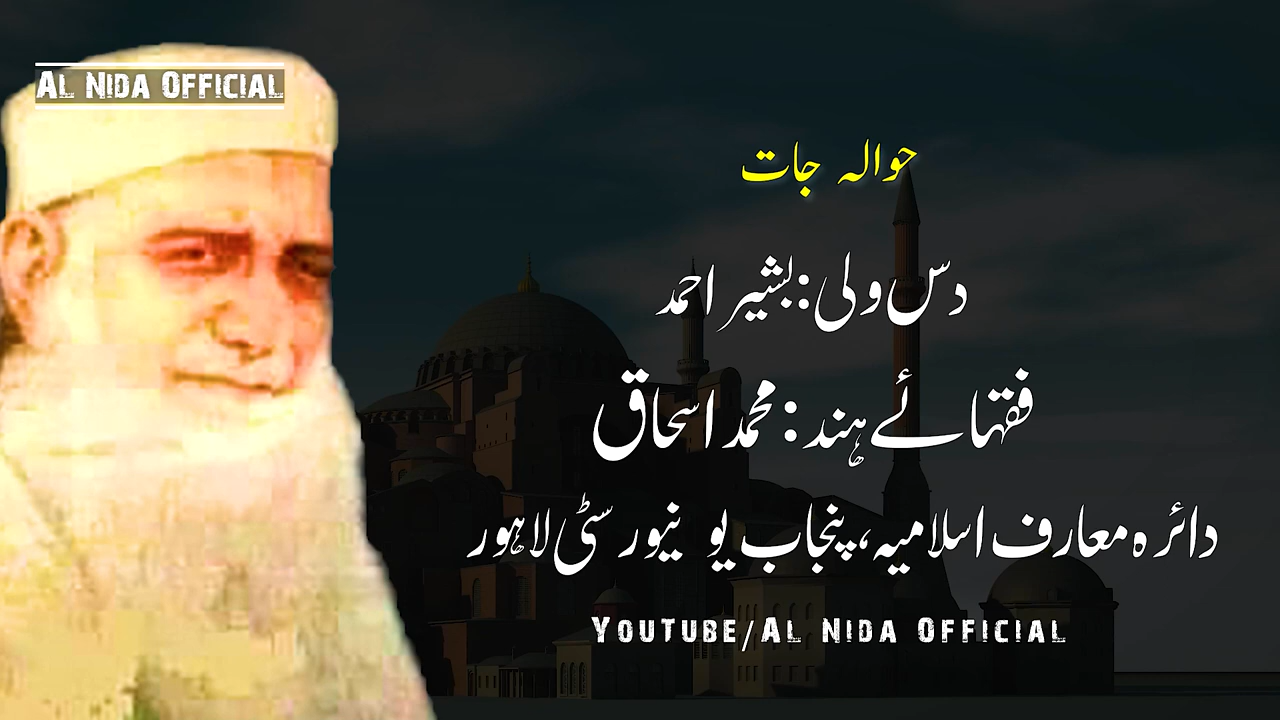 AL NIDA OFFICIAL
حوالہ جات
دس ولی:بشیر احمد
فقہائے ہند:محمد اسحاق
دائرہ معارف اسلامیہ،پنجاب یونیورسٹی لاہور
YOUTUBE/AL NIDA OFFICIAL